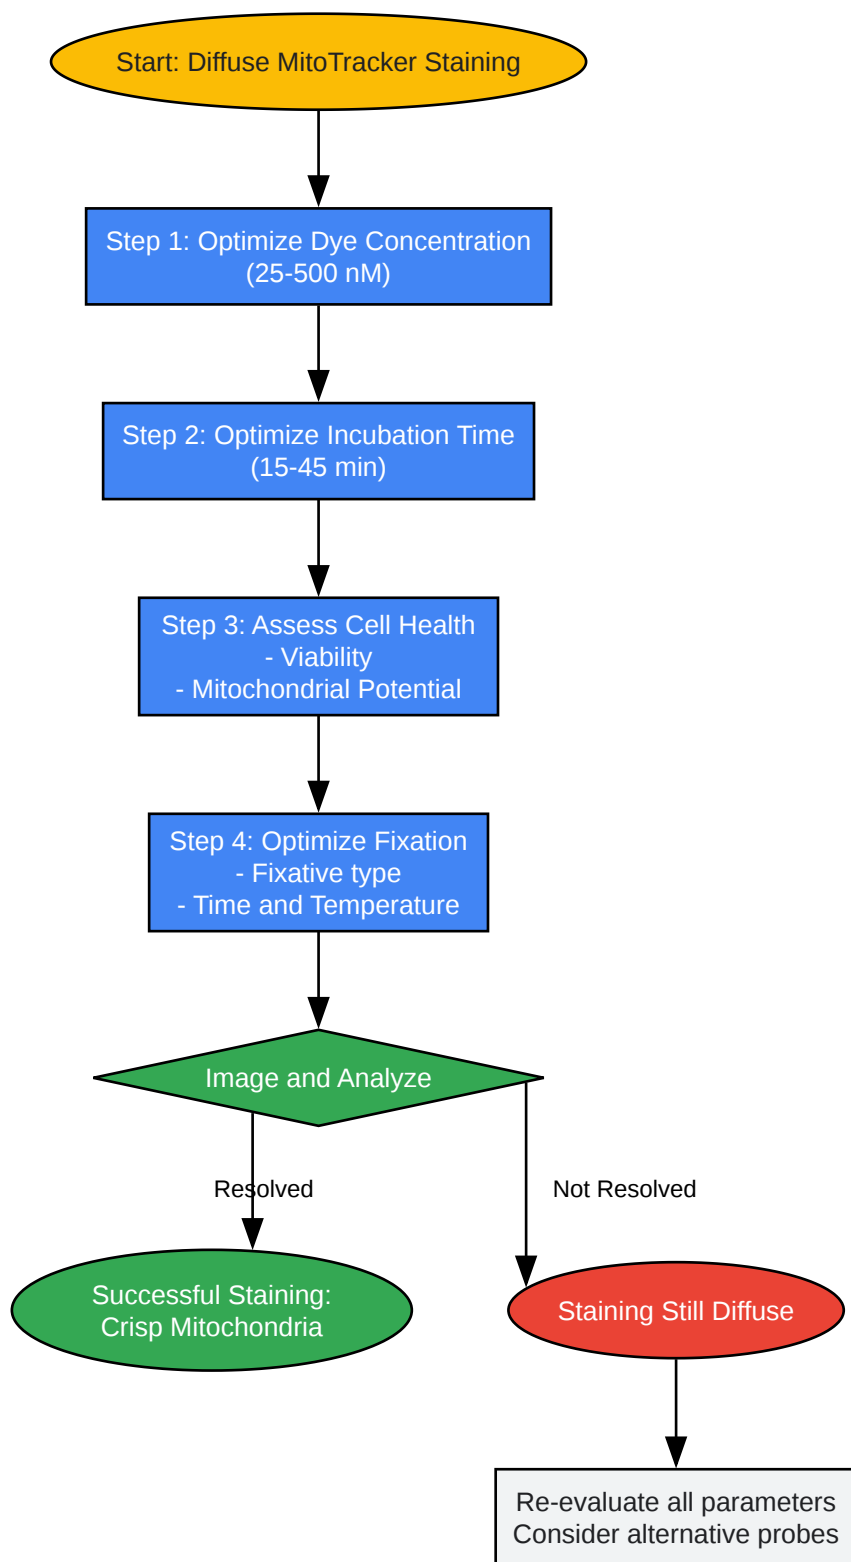 Start: Diffuse MitoTracker Staining
Step 1: Optimize Dye Concentration
(25-500 nM)
Step 2: Optimize Incubation Time
(15-45 min)
Step 3: Assess Cell Health
- Viability
- Mitochondrial Potential
Step 4: Optimize Fixation
- Fixative type
- Time and Temperature
Image and Analyze
Resolved
Not Resolved
Successful Staining:
Crisp Mitochondria
Staining Still Diffuse
Re-evaluate all parameters
Consider alternative probes